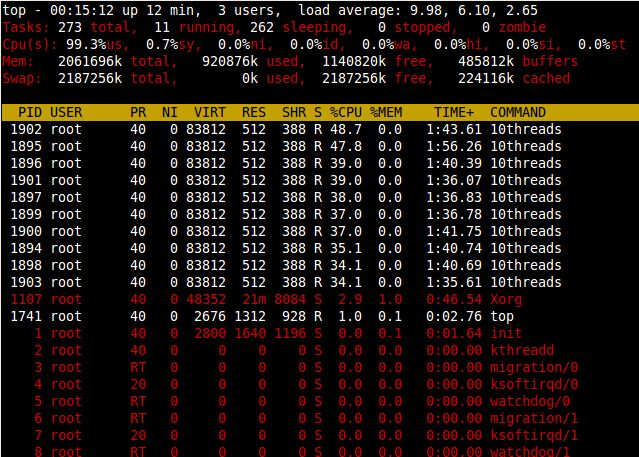 top - 00:15:12 up 12 min,  3 users,  load average: 9.98, 6.10, 2.65
Tasks: 273 total,  11 running, 262 sleeping,   0 stopped,   0 zombie
Cpu(s): 99.3%us,  0.7%sy,  0.0%ni,  0.0%id,  0.0%wa,  0.0%hi,  0.0%si,  0.0%st
Mem:   2061696k total,   920876k used,  1140820k free,   485812k buffers
Swap:  2187256k total,        0k used,  2187256k free,   224116k cached
PID USER      PR  NI  VIRT  RES  SHR S %CPU %MEM    TIME+  COMMAND
1902 root      40   0 83812  512  388 R 48.7  0.0   1:43.61 10threads
1895 root      40   0 83812  512  388 R 47.8  0.0   1:56.26 10threads
1896 root      40   0 83812  512  388 R 39.0  0.0   1:40.39 10threads
1901 root      40   0 83812  512  388 R 39.0  0.0   1:36.07 10threads
1897 root      40   0 83812  512  388 R 38.0  0.0   1:36.83 10threads
1899 root      40   0 83812  512  388 R 37.0  0.0   1:36.78 10threads
1900 root      40   0 83812  512  388 R 37.0  0.0   1:41.75 10threads
1894 root      40   0 83812  512  388 R 35.1  0.0   1:40.74 10threads
1898 root      40   0 83812  512  388 R 34.1  0.0   1:40.69 10threads
1903 root      40   0 83812  512  388 R 34.1  0.0   1:35.61 10threads
1107 root      40   0 48352  21m 8084 S  2.9  1.0   0:46.54 Xorg
1741 root      40   0  2676 1312  928 R  1.0  0.1   0:02.76 top
1 root      40   0  2800 1640 1196 S  0.0  0.1   0:01.64 init
2 root      40   0     0    0    0 S  0.0  0.0   0:00.00 kthreadd
3 root      RT   0     0    0    0 S  0.0  0.0   0:00.00 migration/0
4 root      20   0     0    0    0 S  0.0  0.0   0:00.00 ksoftirqd/0
5 root      RT   0     0    0    0 S  0.0  0.0   0:00.00 watchdog/0
6 root      RT   0     0    0    0 S  0.0  0.0   0:00.00 migration/1
7 root      20   0     0    0    0 S  0.0  0.0   0:00.00 ksoftirqd/1
8 root      RT   0     0    0    0 S  0.0  0.0   0:00.00 watchdog/1